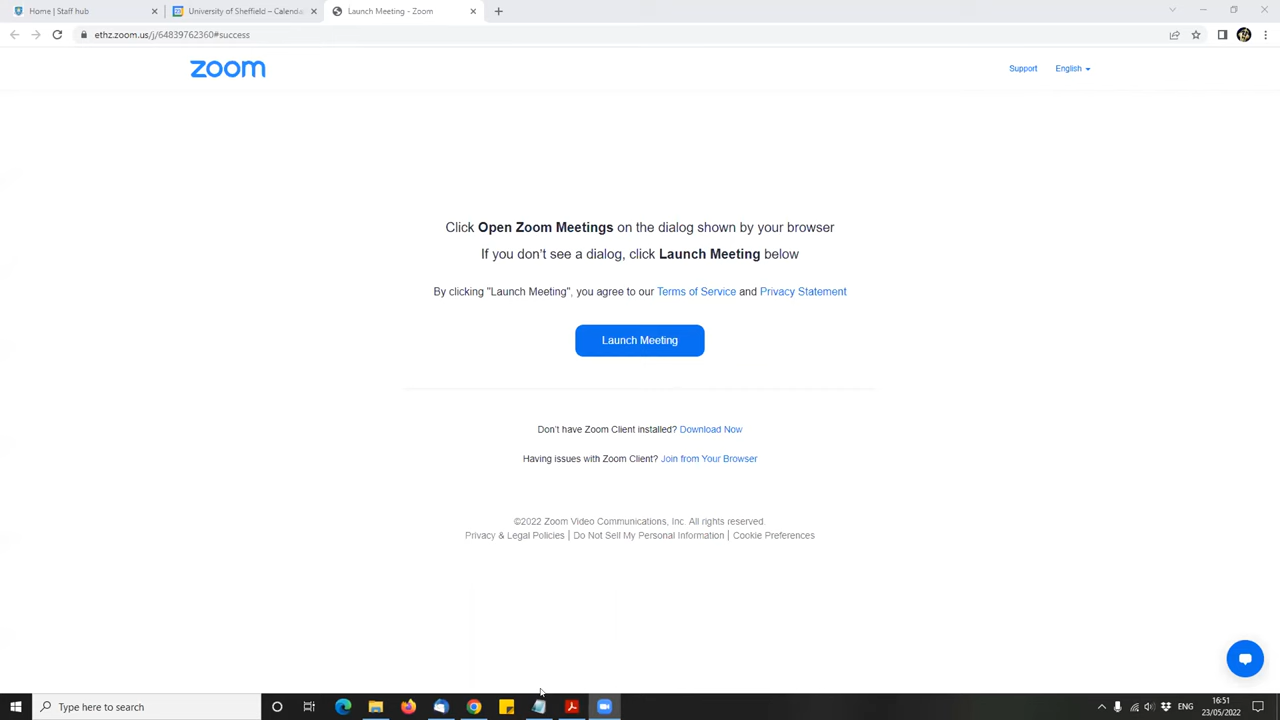 Home | Staff hub
University of Sheffield – Calenda
Launch Meeting - Zoom
ethz.zoom.us/j/64839762360#success
zoom
Support
English
Click Open Zoom Meetings on the dialog shown by your browser
If you don't see a dialog, click Launch Meeting below
By clicking "Launch Meeting", you agree to our Terms of Service and Privacy Statement
Launch Meeting
Don't have Zoom Client installed? Download Now
Having issues with Zoom Client? Join from Your Browser
©2022 Zoom Video Communications, Inc. All rights reserved.
Privacy & Legal Policies | Do Not Sell My Personal Information | Cookie Preferences
Type here to search
ENG
16:51
23/05/2022